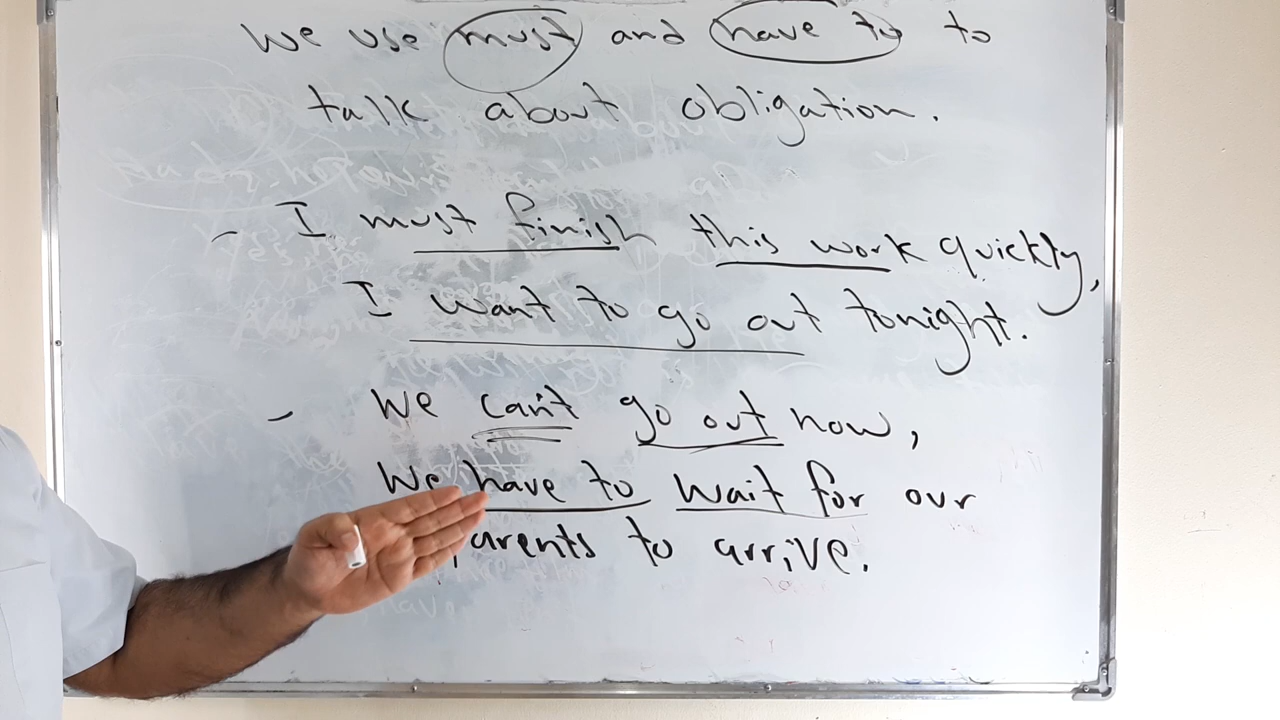 We use must and have to to
talk about obligation.
- I must finish this work quickly,
I want to go out tonight.
- We can't go out now,
We have to wait for our
parents to arrive.